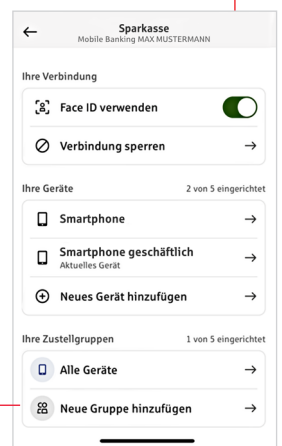 Sparkasse
Mobile Banking MAX MUSTERMANN
Ihre Verbindung
Face ID verwenden
Verbindung sperren
Ihre Geräte 2 von 5 eingerichtet
Smartphone
Smartphone geschäftlich
Aktuelles Gerät
Neues Gerät hinzufügen
Ihre Zustellgruppen 1 von 5 eingerichtet
Alle Geräte
Neue Gruppe hinzufügen